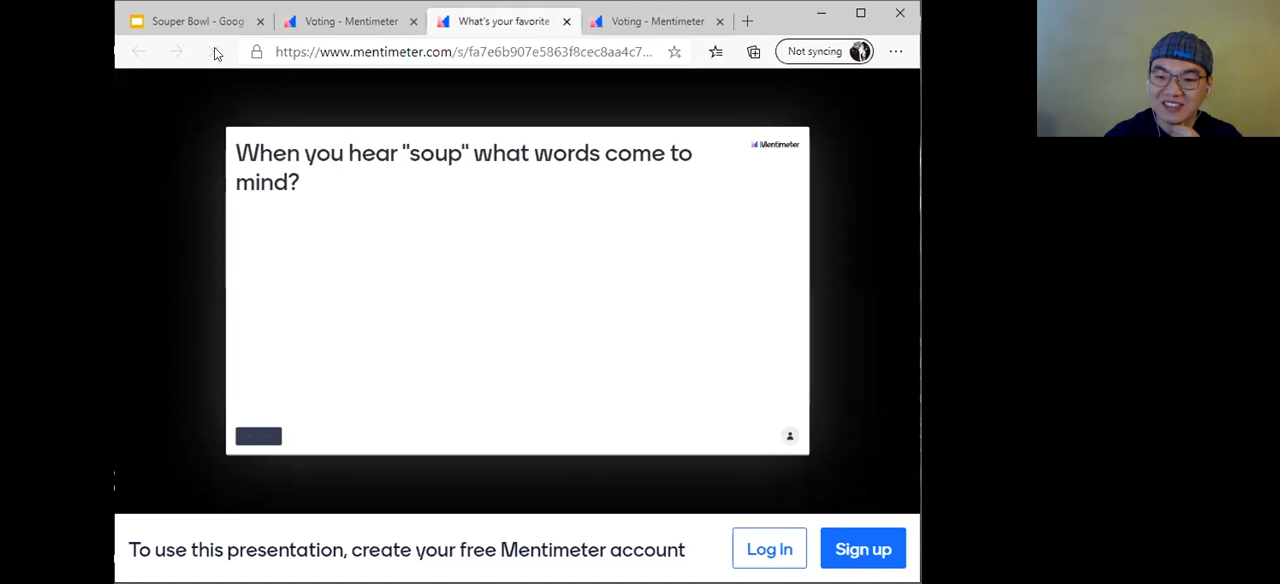 Souper Bowl - Goog
Voting - Mentimeter
What's your favorite
Voting - Mentimeter
https://www.mentimeter.com/s/fa7e6b907e5863f8cec8aa4c7...
Not syncing
When you hear "soup" what words come to
mind?
Mentimeter
To use this presentation, create your free Mentimeter account
Log In
Sign up